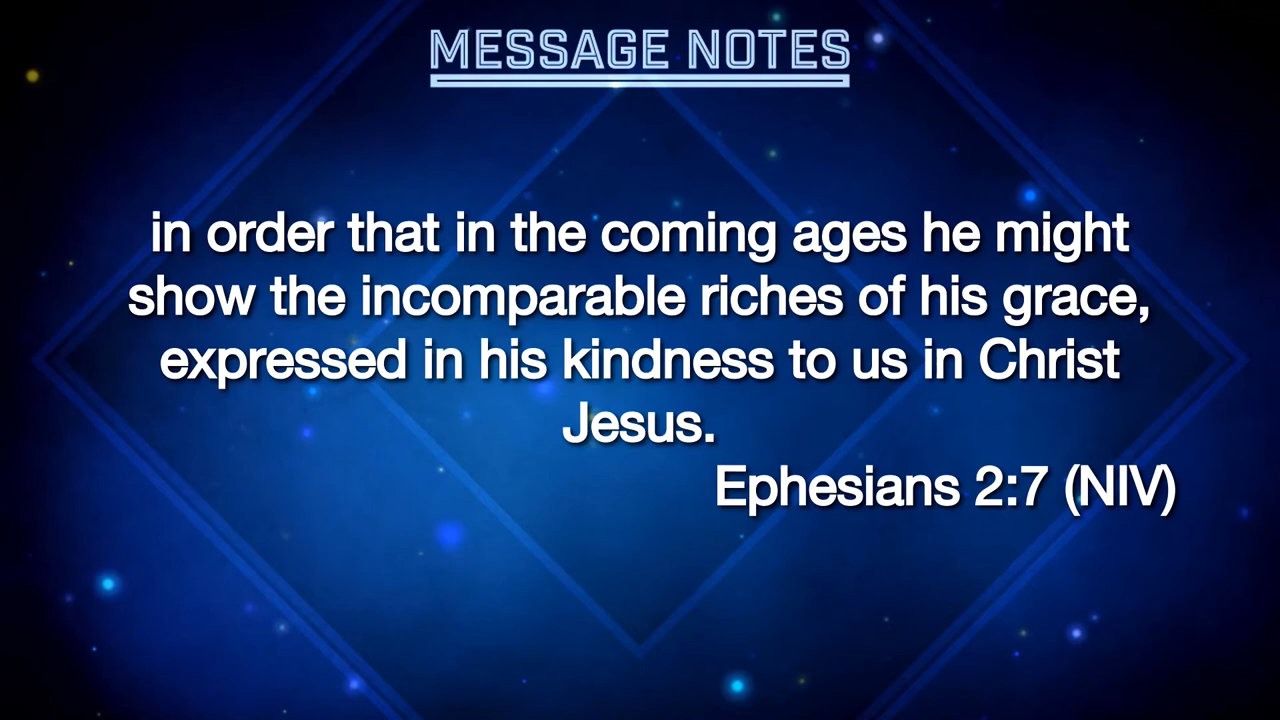 MESSAGE NOTES
in order that in the coming ages he might
show the incomparable riches of his grace,
expressed in his kindness to us in Christ
Jesus.
Ephesians 2:7 (NIV)